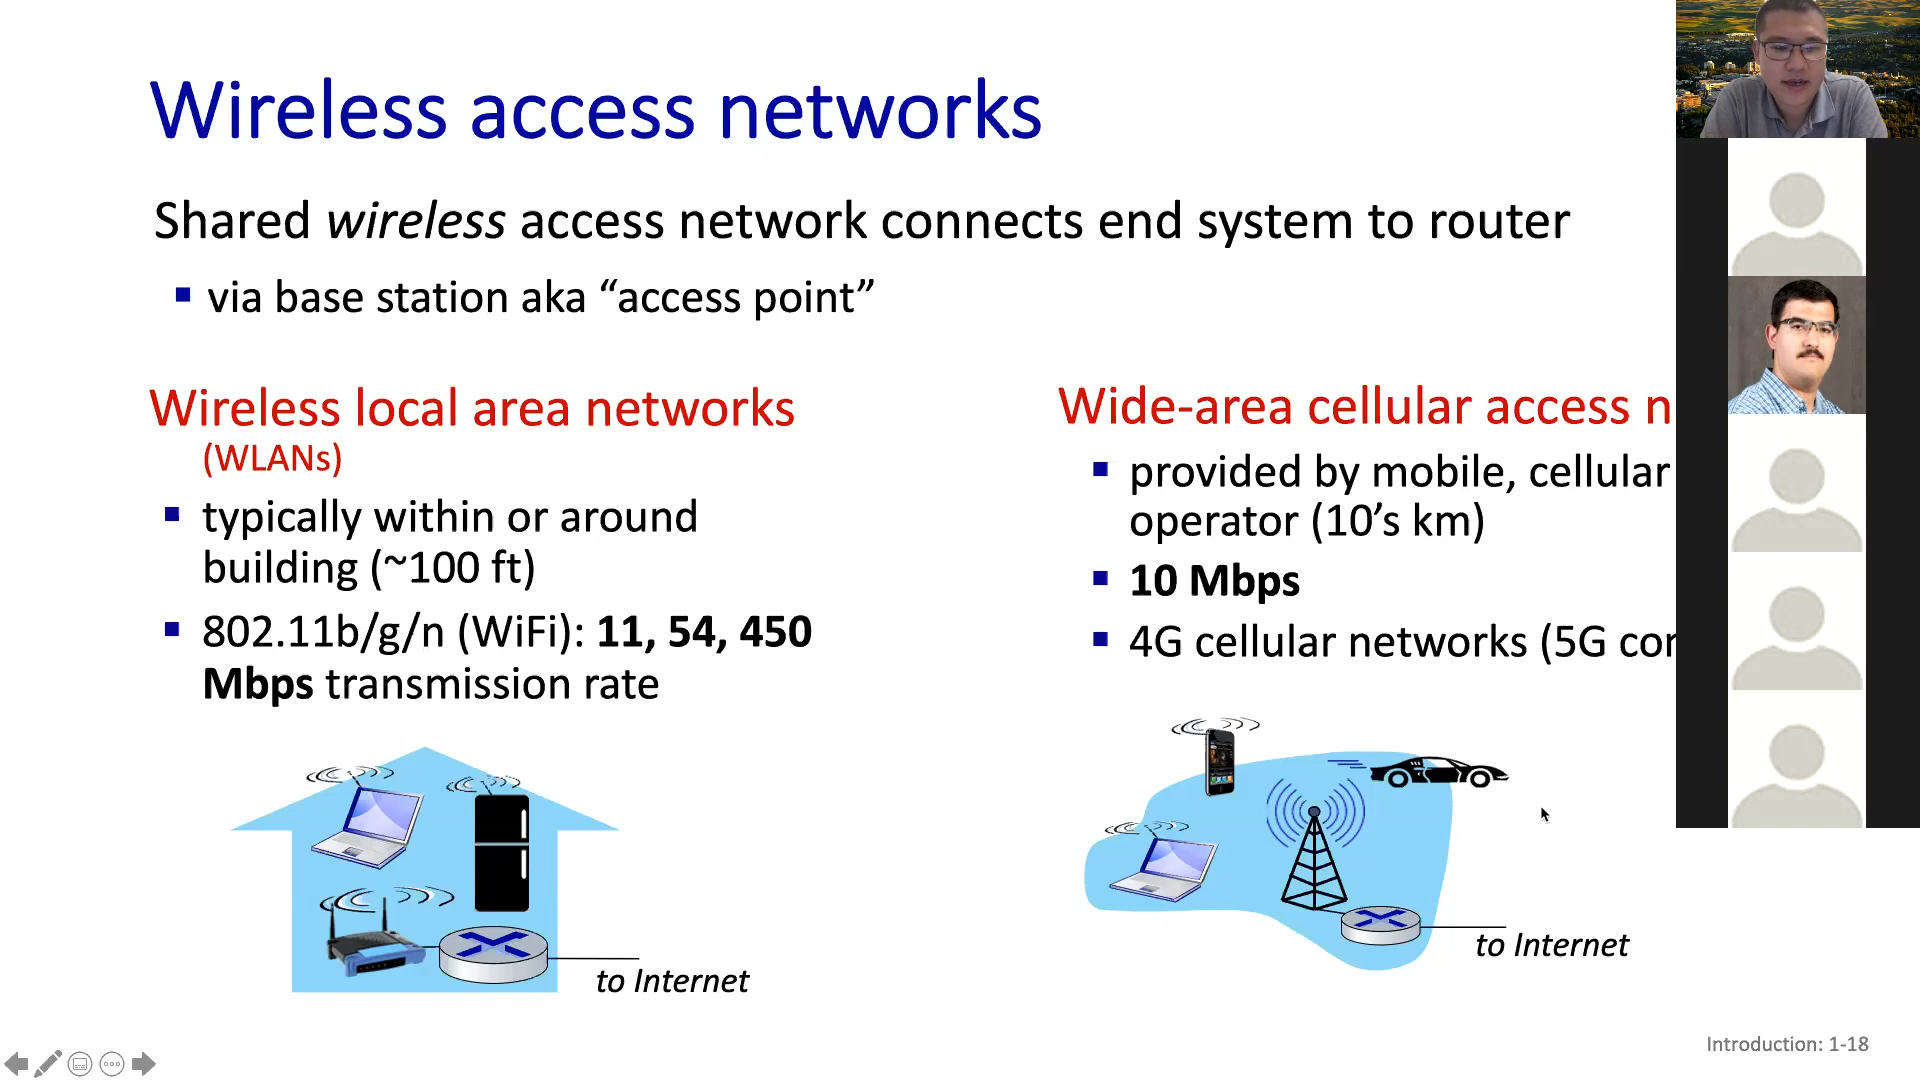 Wireless access networks
Shared wireless access network connects end system to router
▪ via base station aka “access point”
Wireless local area networks
(WLANs)
▪ typically within or around
building (~100 ft)
▪ 802.11b/g/n (WiFi): 11, 54, 450
Mbps transmission rate
to Internet
Wide-area cellular access n
▪ provided by mobile, cellular
operator (10’s km)
▪ 10 Mbps
▪ 4G cellular networks (5G cor
to Internet
Introduction: 1-18